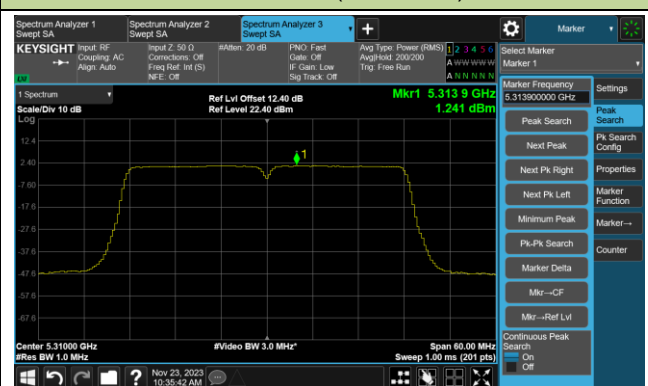 Spectrum Analyzer 1
Swept SA
Spectrum Analyzer 2
Swept SA
Spectrum Analyzer 3
Swept SA
+
Marker
KEYSIGHT
Input: RF
Coupling: AC
Align: Auto
Input Z: 50 Ω
Corrections: Off
Freq Ref: Int (S)
NFE: Off
#Atten: 20 dB
PNO: Fast
Gate: Off
IF Gain: Low
Sig Track: Off
Avg Type: Power (RMS)
Avg|Hold: 200/200
Trig: Free Run
1 2 3 4 5 6
A W W W W W
A N N N N N
LW
Select Marker
Marker 1
1 Spectrum
Scale/Div 10 dB
Log
Ref Lvl Offset 12.40 dB
Ref Level 22.40 dBm
Mkr1 5.313 9 GHz
1.241 dBm
12.4
2.40
-7.60
-17.6
-27.6
-37.6
-47.6
-57.6
-67.6
1
Center 5.31000 GHz
#Res BW 1.0 MHz
#Video BW 3.0 MHz*
Span 60.00 MHz
Sweep 1.00 ms (201 pts)
Marker Frequency
5.313900000 GHz
Peak Search
Next Peak
Next Pk Right
Next Pk Left
Minimum Peak
Pk-Pk Search
Marker Delta
Mkr→CF
Mkr→Ref Lvl
Continuous Peak
Search
On
Off
Settings
Peak
Search
Pk Search
Config
Properties
Marker
Function
Marker→
Counter
?
Nov 23, 2023
10:35:42 AM